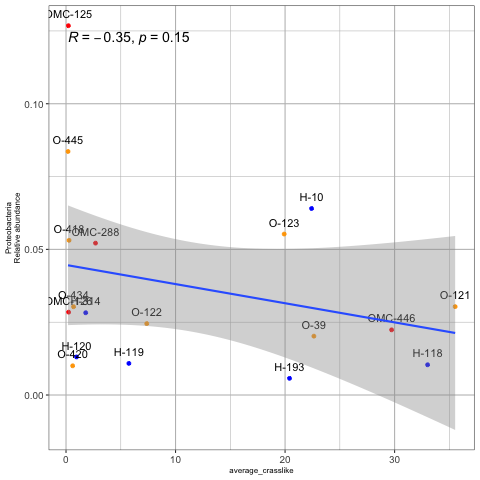 OMC-125
R = −0.35, p = 0.15
0.10
O-445
H-10
O-123
O-418
OMC-288
0.05
O-434
O-121
O-122
OMC-446
O-39
H-120
O-420
H-119
H-118
H-193
0.00
0
10
20
30
average_crasslike
Proteobacteria
Relative abundance